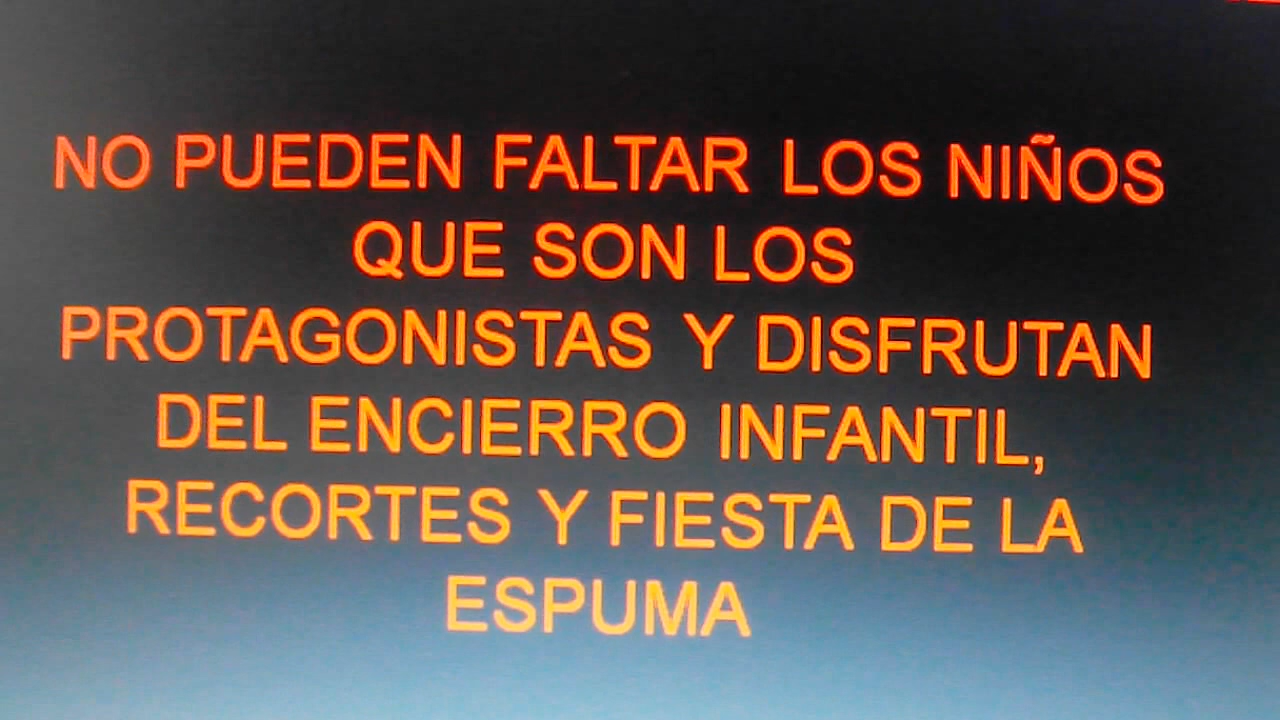 NO PUEDEN FALTAR LOS NIÑOS
QUE SON LOS
PROTAGONISTAS Y DISFRUTAN
DEL ENCIERRO INFANTIL,
RECORTES Y FIESTA DE LA
ESPUMA